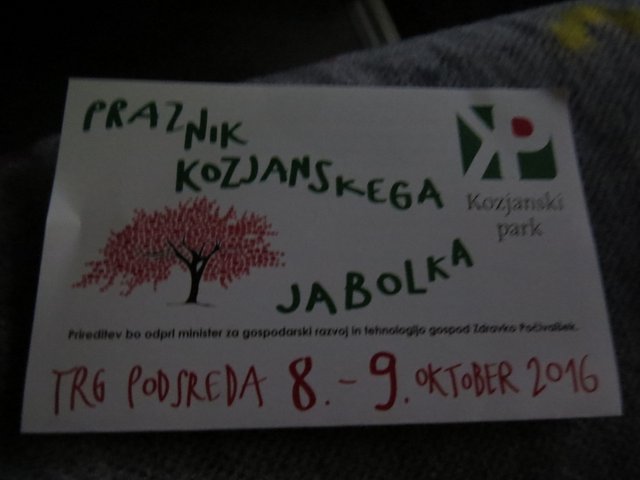 PRAZNIK
KOZJANSKEGA
JABOLKA
KP
Kozjanski
park
Prireditev bo odprl minister za gospodarski razvoj in tehnologijo gospod Zdravko Počivalšek.
TRG PODSREDA 8. - 9. OKTOBER 2016